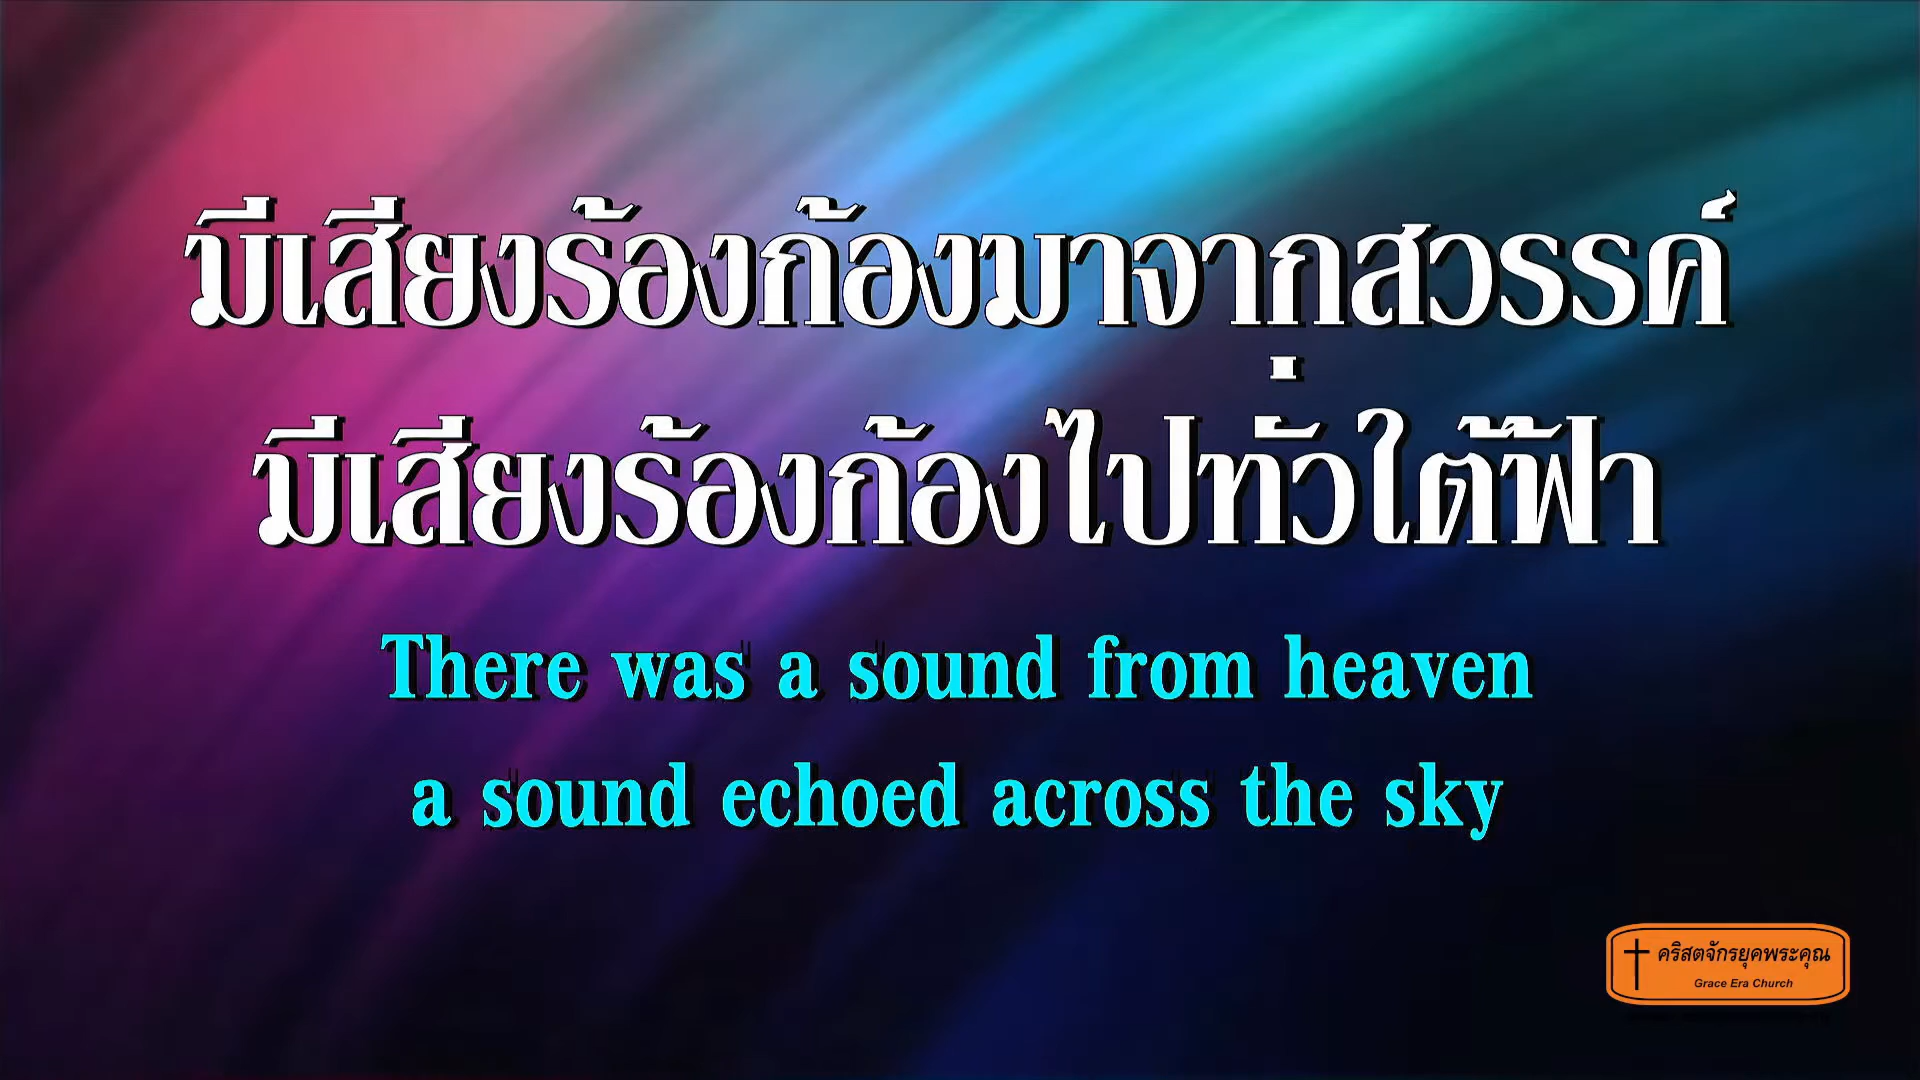 มีเสียงร้องก้องมาจากสวรรค์
มีเสียงร้องก้องไปทั่วใต้ฟ้า
There was a sound from heaven
a sound echoed across the sky
คริสตจักรยุคพระคุณ
Grace Era Church